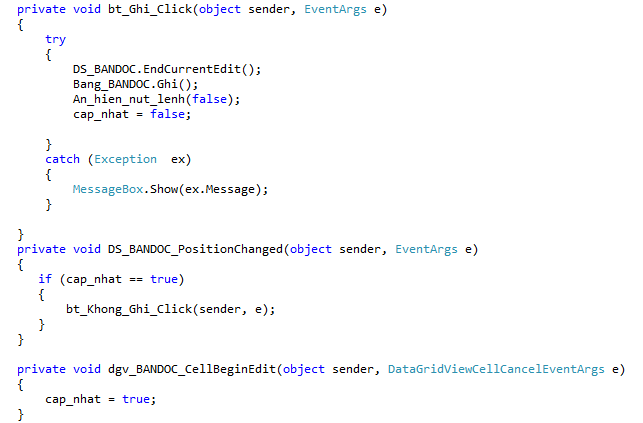 private void bt_Ghi_Click(object sender, EventArgs e)
{
try
{
DS_BANDOC.EndCurrentEdit();
Bang_BANDOC.Ghi();
An_hien_nut_lenh(false);
cap_nhat = false;
}
catch (Exception  ex)
{
MessageBox.Show(ex.Message);
}
}
private void DS_BANDOC_PositionChanged(object sender, EventArgs e)
{
if (cap_nhat == true)
{
bt_Khong_Ghi_Click(sender, e);
}
}
private void dgv_BANDOC_CellBeginEdit(object sender, DataGridViewCellCancelEventArgs e)
{
cap_nhat = true;
}